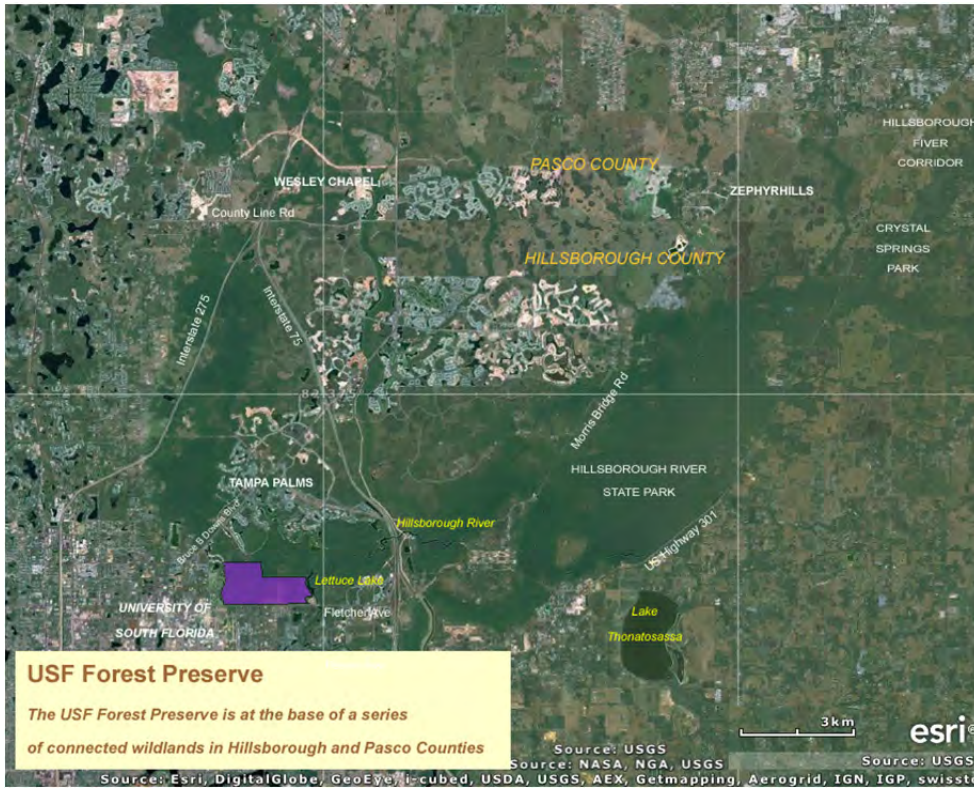 HILLSBOROUGH
RIVER
CORRIDOR
PASCO COUNTY
WESLEY CHAPEL
ZEPHYRHILLS
County Line Rd
CRYSTAL
SPRINGS
PARK
HILLSBOROUGH COUNTY
Interstate 275
Interstate 75
Morris Bridge Rd
HILLSBOROUGH RIVER
STATE PARK
TAMPA PALMS
Hillsborough River
US Highway 301
Bruce B Downs Blvd
Lettuce Lake
UNIVERSITY OF
SOUTH FLORIDA
Fletcher Ave
Lake
Thonatosassa
USF Forest Preserve
The USF Forest Preserve is at the base of a series
of connected wildlands in Hillsborough and Pasco Counties
3km
esri
Source: USGS
Source: NASA, NGA, USGS
Source: USGS
Source: Esri, DigitalGlobe, GeoEye, i-cubed, USDA, USGS, AEX, Getmapping, Aerogrid, IGN, IGP, swissto